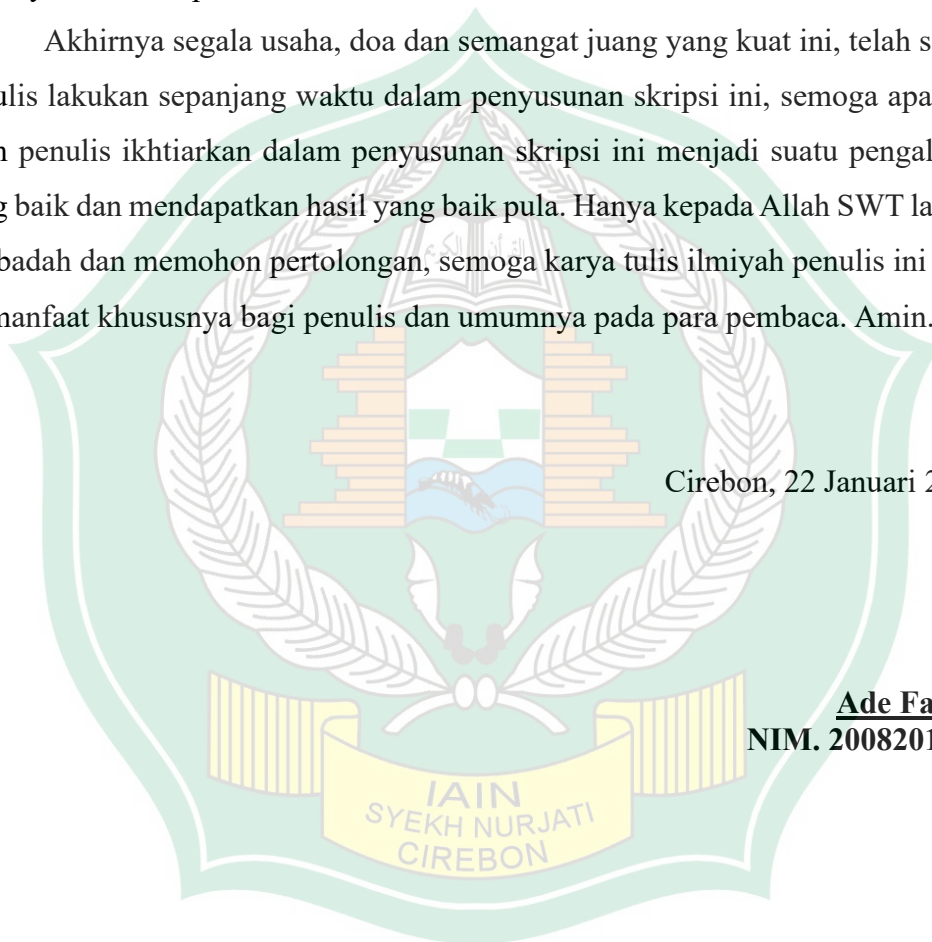 Akhirnya segala usaha, doa dan semangat juang yang kuat ini, telah s
ulis lakukan sepanjang waktu dalam penyusunan skripsi ini, semoga apa
penulis ikhtiarkan dalam penyusunan skripsi ini menjadi suatu pengal
g baik dan mendapatkan hasil yang baik pula. Hanya kepada Allah SWT la
badah dan memohon pertolongan, semoga karya tulis ilmiyah penulis ini
manfaat khususnya bagi penulis dan umumnya pada para pembaca. Amin.
Cirebon, 22 Januari 2
Ade Fa
NIM. 2008201
IAIN
SYEKH NURJATI
CIREBON